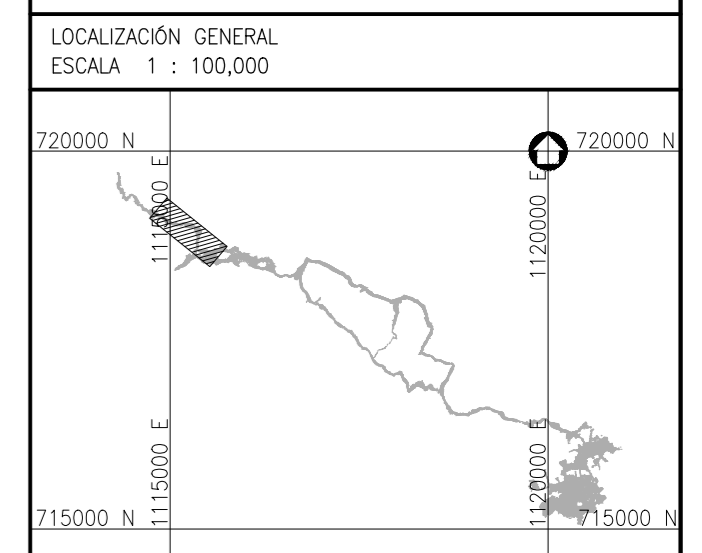 LOCALIZACIÓN GENERAL
ESCALA 1 : 100,000
720000 N
720000 N
1115000 E
1120000 E
1115000 E
1120000 E
715000 N
715000 N